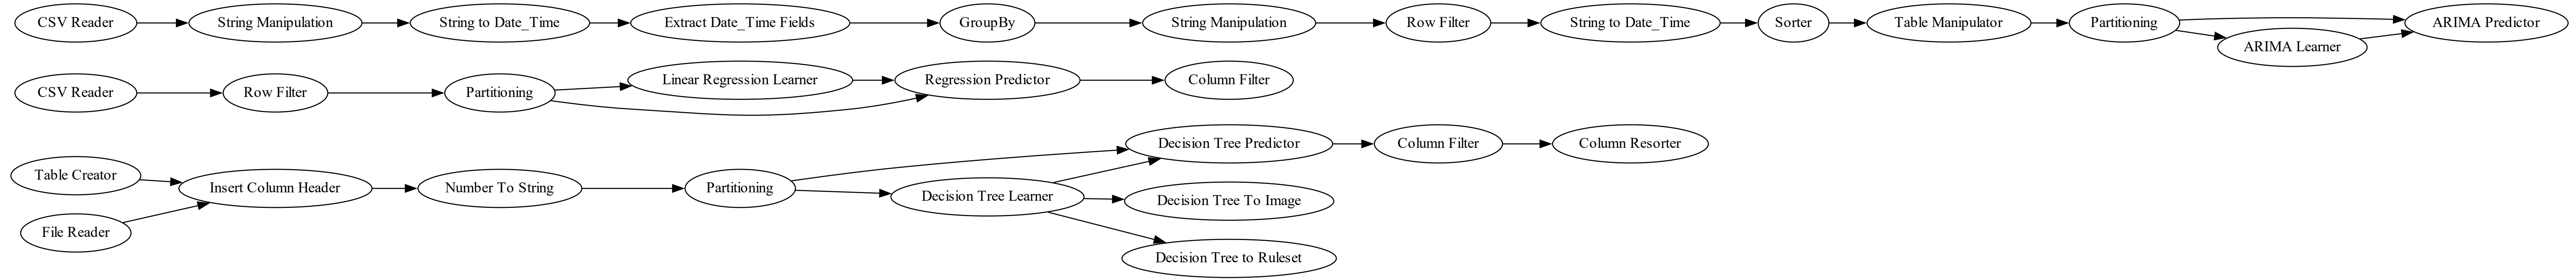 CSV Reader
String Manipulation
String to Date_Time
Extract Date_Time Fields
GroupBy
String Manipulation
Row Filter
String to Date_Time
Sorter
Table Manipulator
Partitioning
ARIMA Predictor
ARIMA Learner
CSV Reader
Row Filter
Partitioning
Linear Regression Learner
Regression Predictor
Column Filter
Table Creator
File Reader
Insert Column Header
Number To String
Partitioning
Decision Tree Learner
Decision Tree Predictor
Column Filter
Column Resorter
Decision Tree To Image
Decision Tree to Ruleset